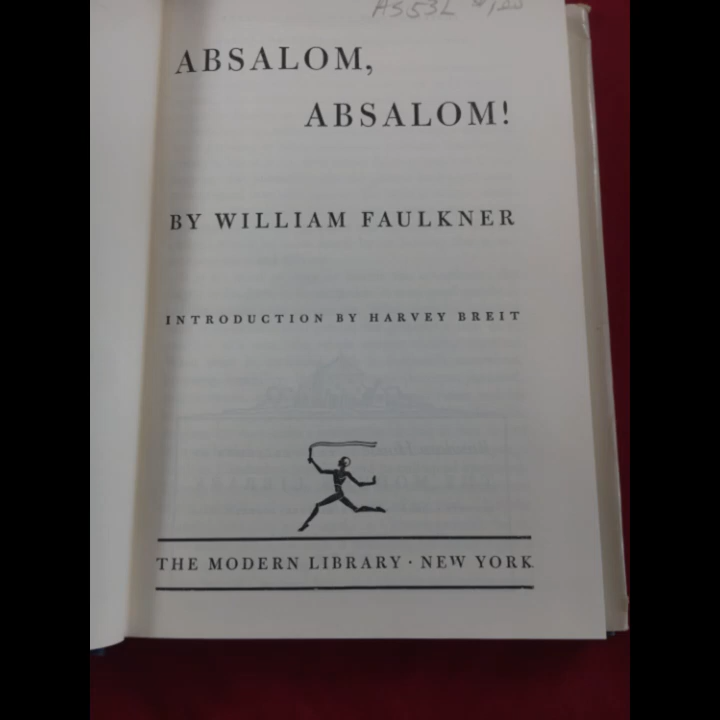 ABSALOM,
ABSALOM!
BY WILLIAM FAULKNER
INTRODUCTION BY HARVEY BREIT
THE MODERN LIBRARY · NEW YORK